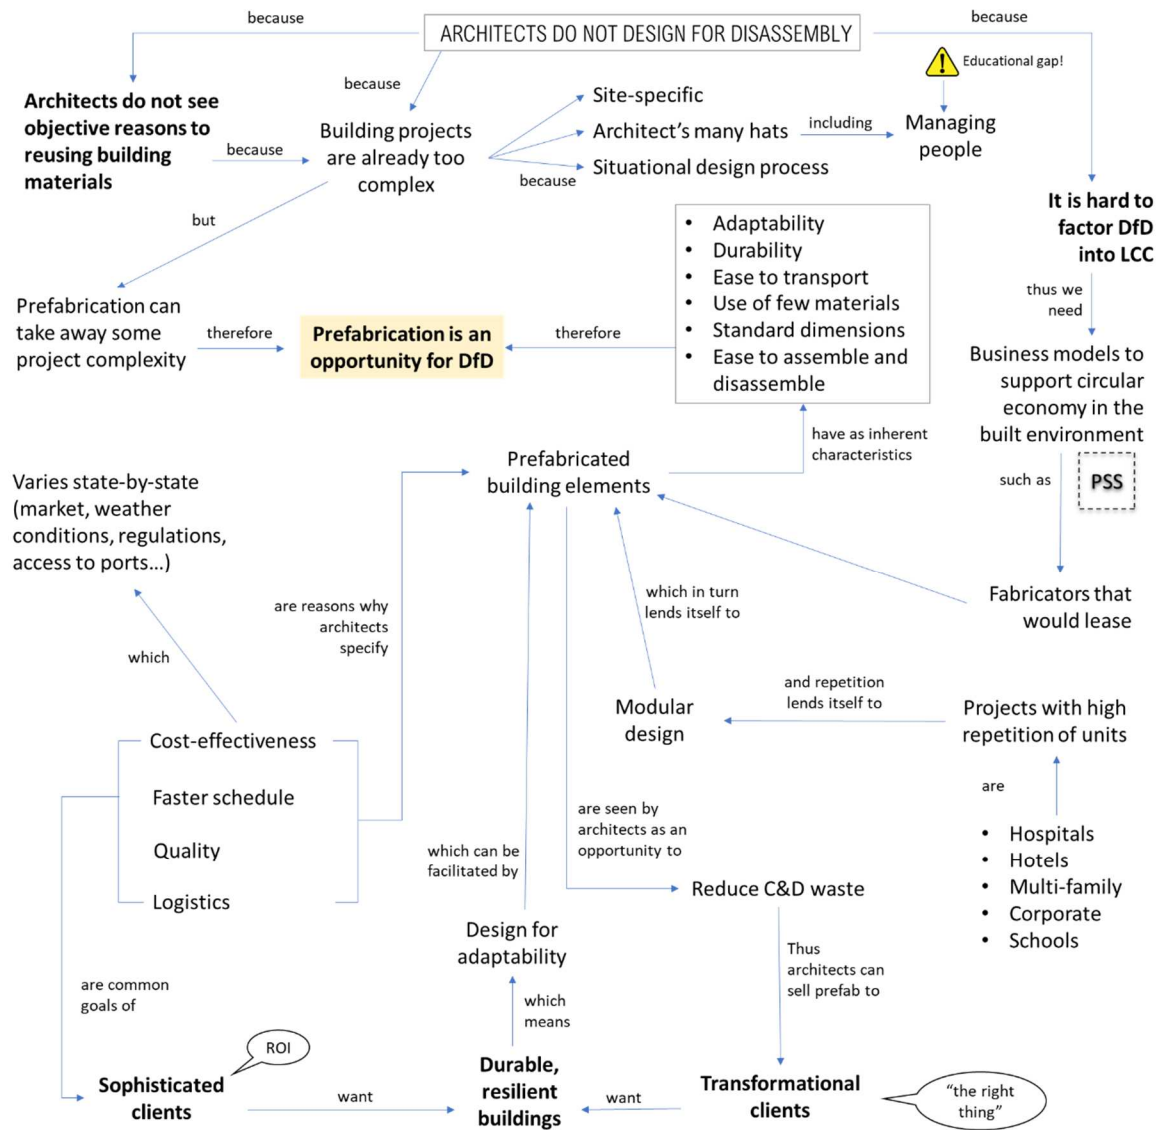 because
ARCHITECTS DO NOT DESIGN FOR DISASSEMBLY
because
because
Educational gap!
Architects do not see
objective reasons to
reusing building
materials
because
Building projects
are already too
complex
because
Site-specific
Architect's many hats
Situational design process
including
Managing
people
It is hard to
factor DfD
into LCC
but
• Adaptability
• Durability
• Ease to transport
• Use of few materials
• Standard dimensions
• Ease to assemble and
disassemble
thus we
need
Prefabrication can
take away some
project complexity
therefore
Prefabrication is an
opportunity for DfD
therefore
Business models to
support circular
economy in the
built environment
have as inherent
characteristics
such as
PSS
Prefabricated
building elements
Varies state-by-state
(market, weather
conditions, regulations,
access to ports...)
are reasons why
architects
specify
which in turn
lends itself to
Fabricators that
would lease
which
Modular
design
and repetition
lends itself to
Projects with high
repetition of units
Cost-effectiveness
Faster schedule
Quality
Logistics
are
• Hospitals
• Hotels
• Multi-family
• Corporate
• Schools
which can be
facilitated by
are seen by
architects as an
opportunity to
Reduce C&D waste
Design for
adaptability
Thus
architects can
sell prefab to
are common
goals of
which
means
ROI
Sophisticated
clients
want
Durable,
resilient
buildings
want
Transformational
clients
"the right
thing"